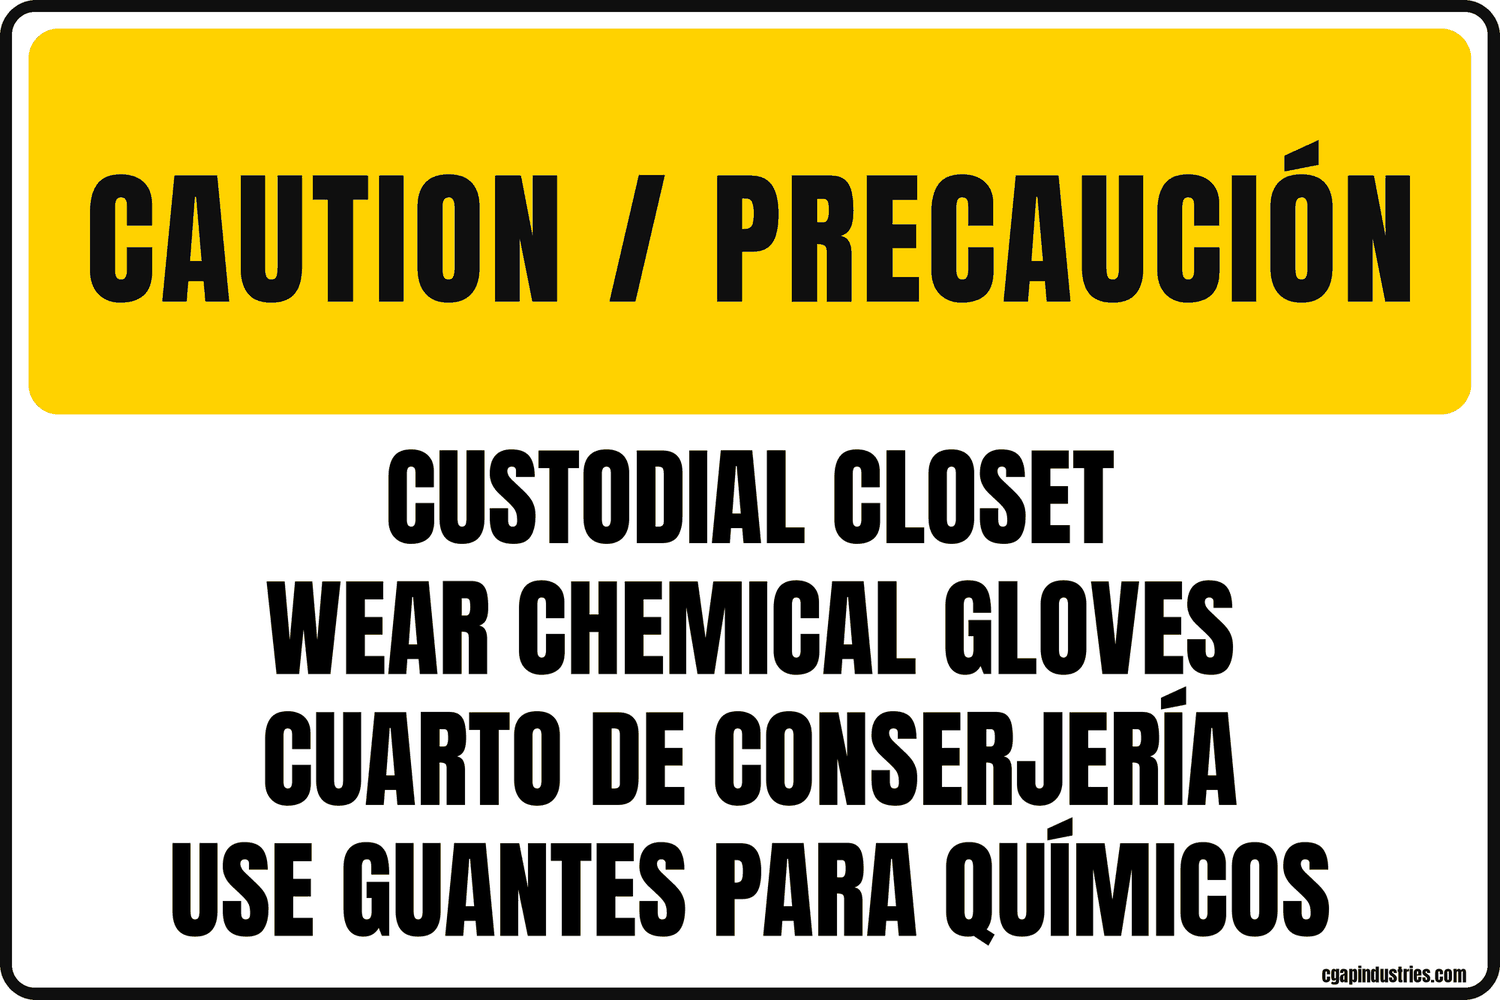 CAUTION / PRECAUCIÓN
CUSTODIAL CLOSET
WEAR CHEMICAL GLOVES
CUARTO DE CONSERJERÍA
USE GUANTES PARA QUÍMICOS
cgapindustries.com